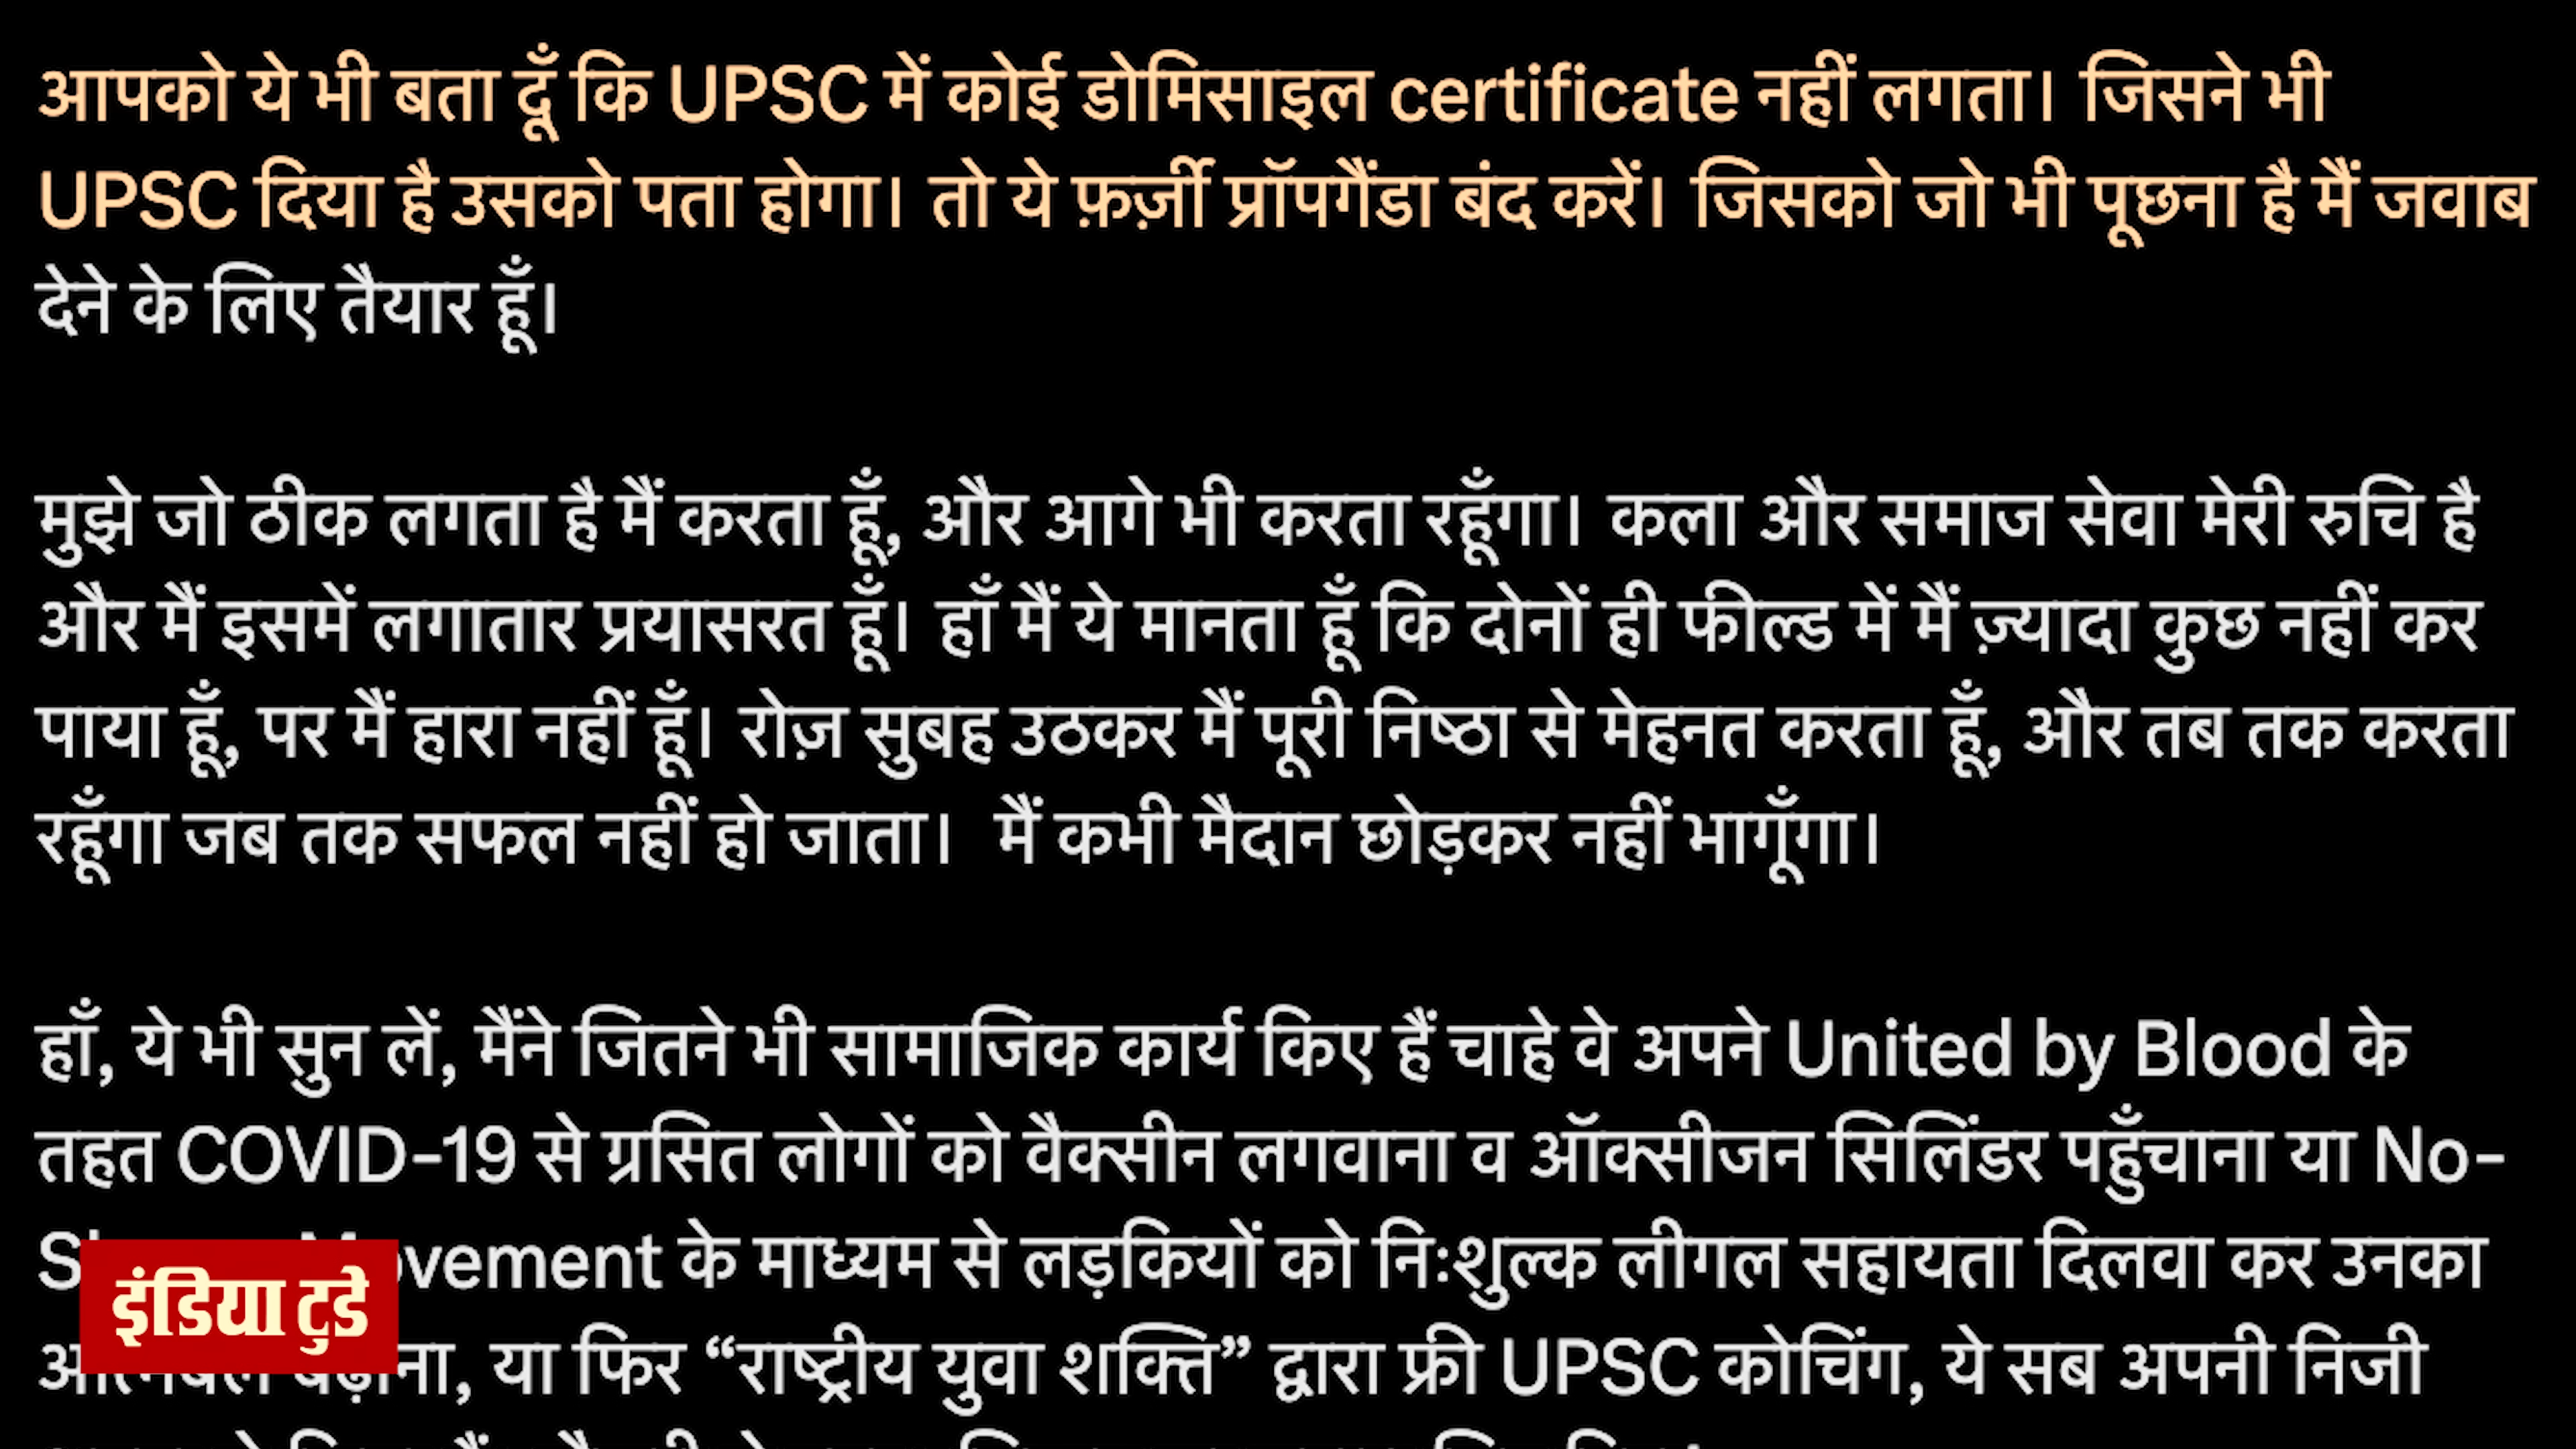 आपको ये भी बता दूँ कि UPSC में कोई डोमिसाइल certificate नहीं लगता। जिसने भी
UPSC दिया है उसको पता होगा। तो ये फ़र्ज़ी प्रॉपगैंडा बंद करें। जिसको जो भी पूछना है मैं जवाब
देने के लिए तैयार हूँ।
मुझे जो ठीक लगता है मैं करता हूँ, और आगे भी करता रहूँगा। कला और समाज सेवा मेरी रुचि है
और मैं इसमें लगातार प्रयासरत हूँ। हाँ मैं ये मानता हूँ कि दोनों ही फील्ड में मैं ज़्यादा कुछ नहीं कर
पाया हूँ, पर मैं हारा नहीं हूँ। रोज़ सुबह उठकर मैं पूरी निष्ठा से मेहनत करता हूँ, और तब तक करता
रहूँगा जब तक सफल नहीं हो जाता। मैं कभी मैदान छोड़कर नहीं भागूँगा।
हाँ, ये भी सुन लें, मैंने जितने भी सामाजिक कार्य किए हैं चाहे वे अपने United by Blood के
तहत COVID-19 से ग्रसित लोगों को वैक्सीन लगवाना व ऑक्सीजन सिलिंडर पहुँचाना या No-
के माध्यम से लड़कियों को निःशुल्क लीगल सहायता दिलवा कर उनका
या फिर “राष्ट्रीय युवा शक्ति” द्वारा फ्री UPSC कोचिंग, ये सब अपनी निजी
इंडिया टुडे